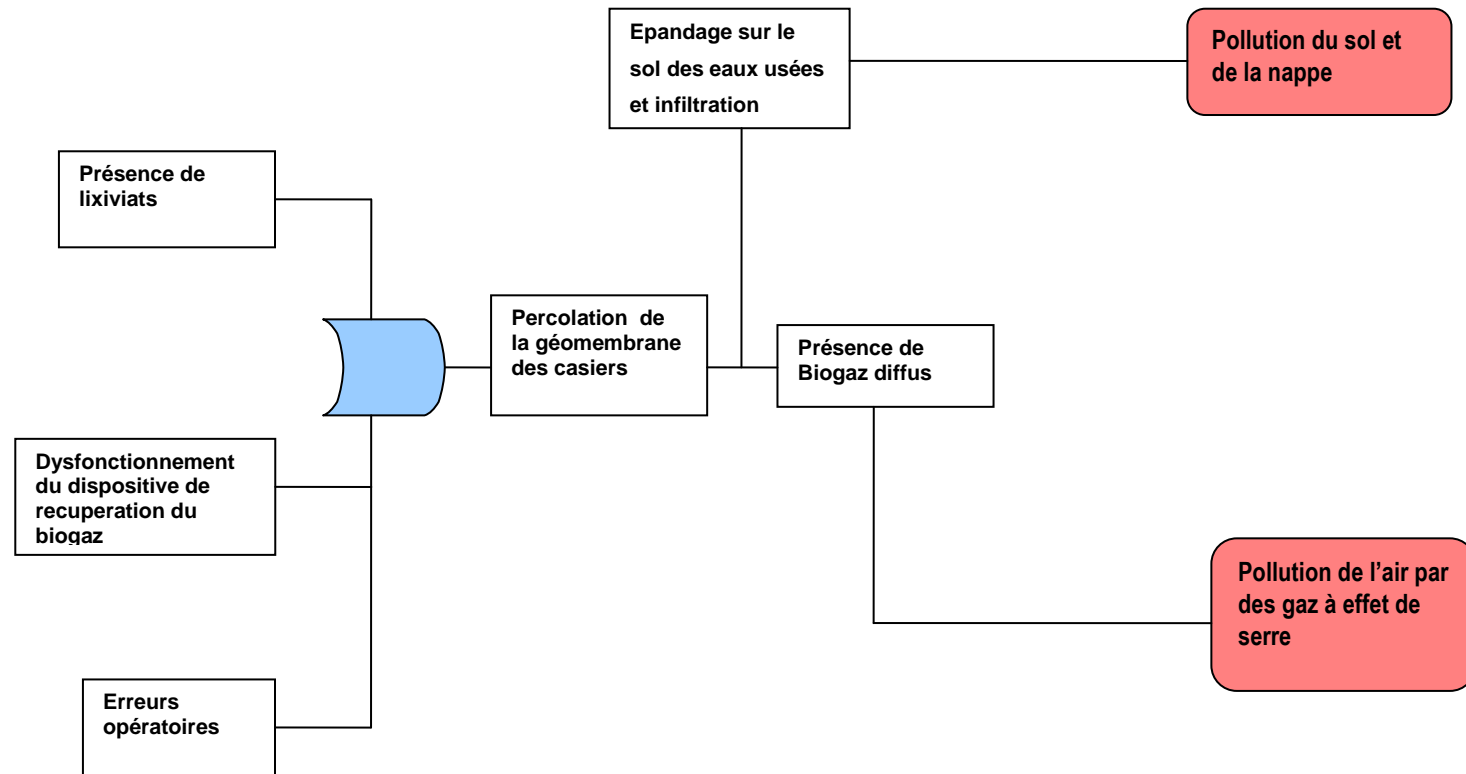 Epandage sur le
sol des eaux usées
et infiltration
Pollution du sol et
de la nappe
Présence de
lixiviats
Percolation de
la géomembrane
des casiers
Présence de
Biogaz diffus
Dysfonctionnement
du dispositive de
recuperation du
biogaz
Pollution de l’air par
des gaz à effet de
serre
Erreurs
opératoires